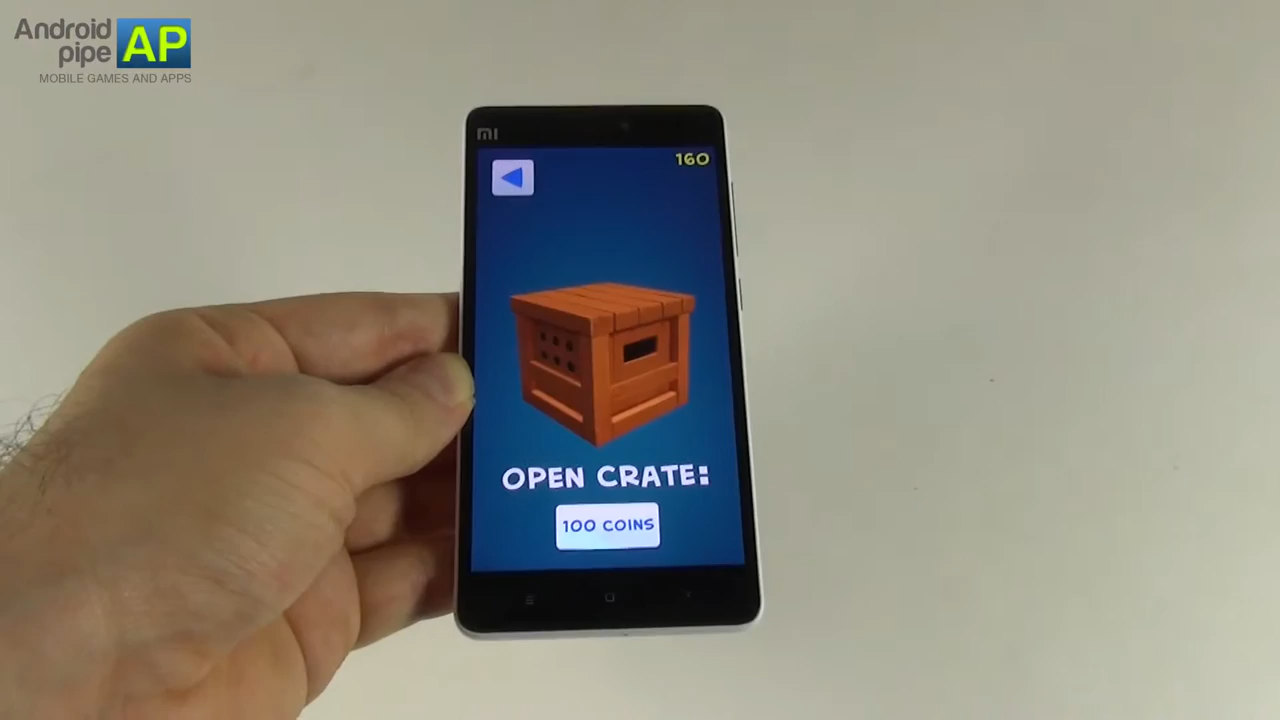 Android
pipe AP
MOBILE GAMES AND APPS
mi
160
OPEN CRATE:
100 COINS